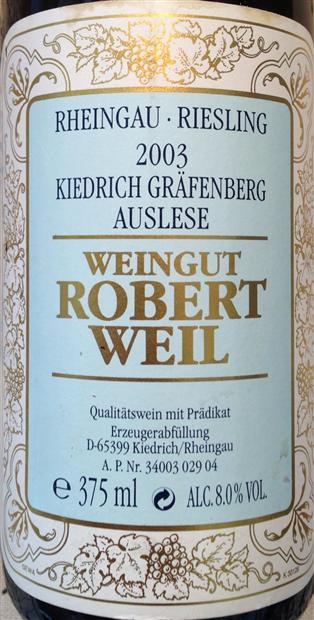 RHEINGAU · RIESLING
2003
KIEDRICH GRÄFENBERG
AUSLESE
WEINGUT
ROBERT
WEIL
Qualitätswein mit Prädikat
Erzeugerabfüllung
D-65399 Kiedrich/Rheingau
A. P. Nr. 34003 029 04
e 375 ml ALC. 8.0% VOL.